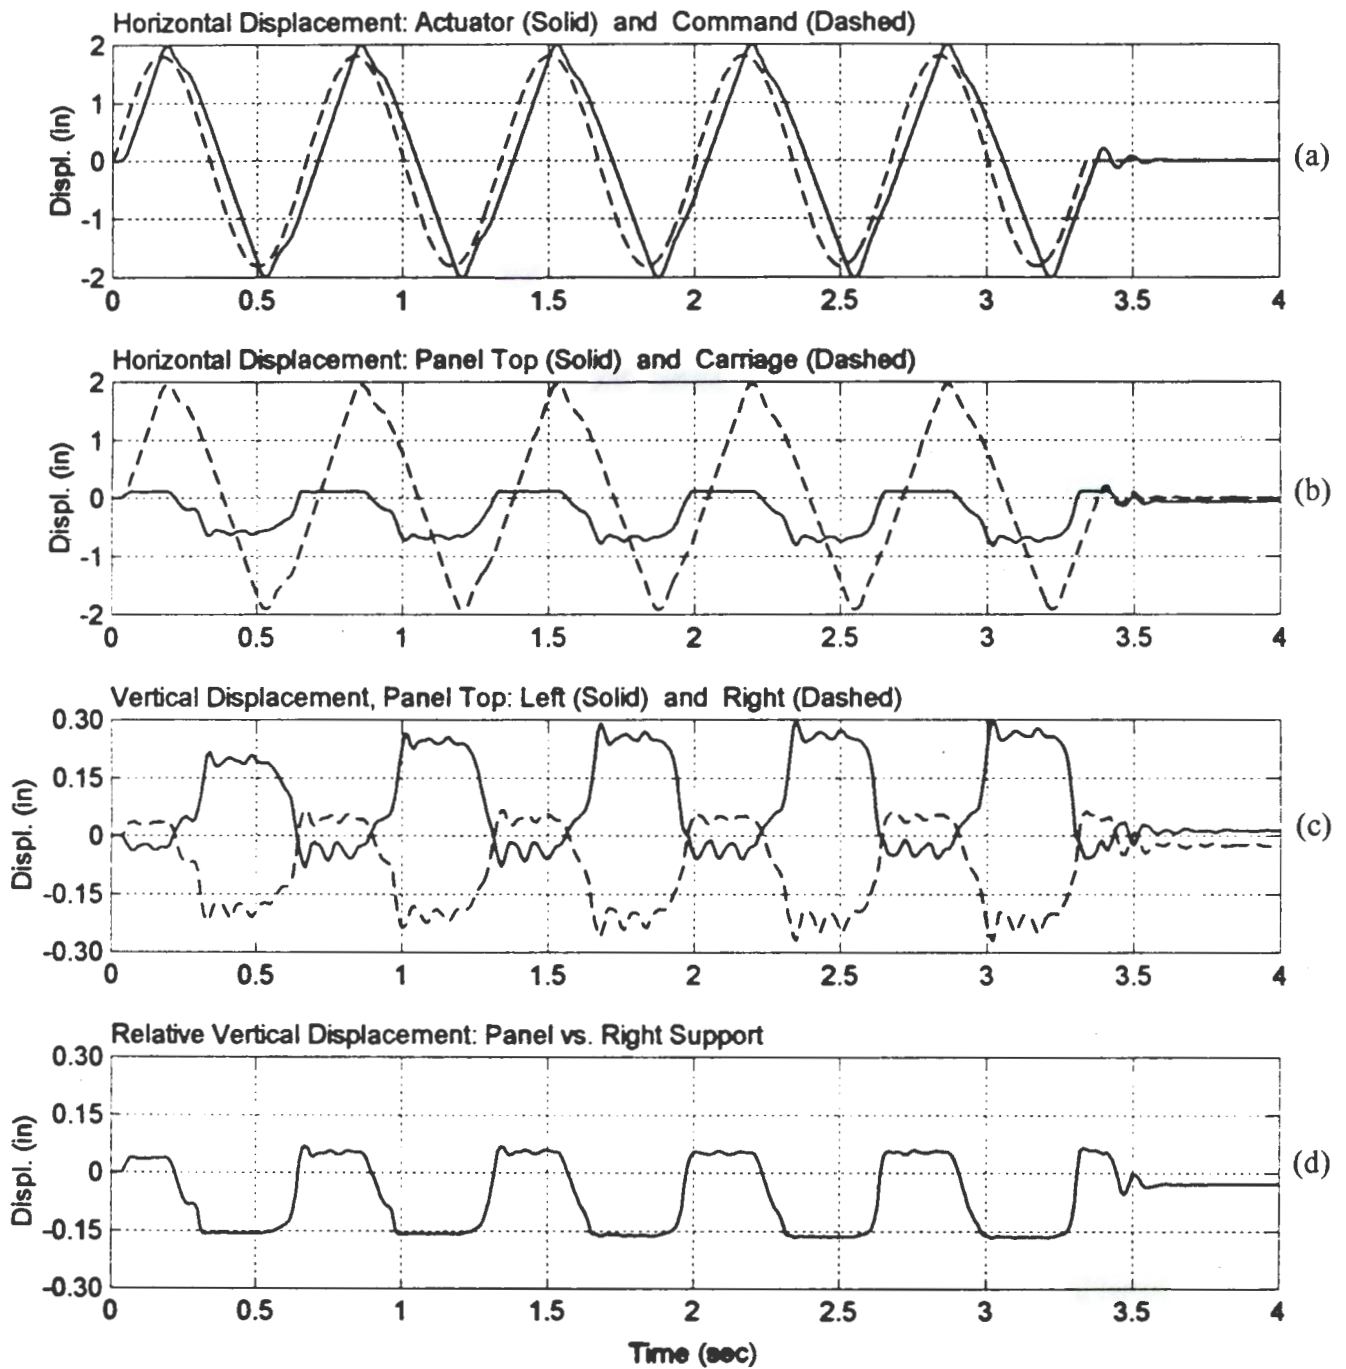 Horizontal Displacement: Actuator (Solid) and Command (Dashed)
2
1
0
-1
-2
Displ. (in)
0 0.5 1 1.5 2 2.5 3 3.5 4
(a)
Horizontal Displacement: Panel Top (Solid) and Carriage (Dashed)
2
1
0
-1
-2
Displ. (in)
0 0.5 1 1.5 2 2.5 3 3.5 4
(b)
Vertical Displacement, Panel Top: Left (Solid) and Right (Dashed)
0.30
0.15
0
-0.15
-0.30
Displ. (in)
0 0.5 1 1.5 2 2.5 3 3.5 4
(c)
Relative Vertical Displacement: Panel vs. Right Support
0.30
0.15
0
-0.15
-0.30
Displ. (in)
0 0.5 1 1.5 2 2.5 3 3.5 4
(d)
Time (sec)